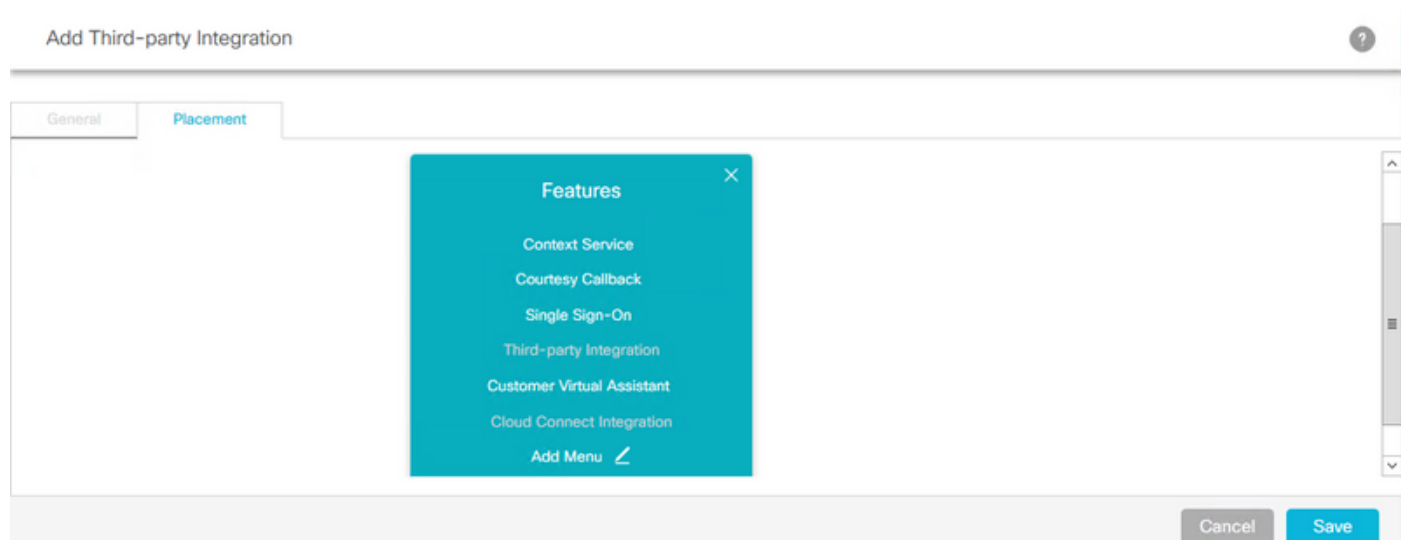 Add Third-party Integration
?
General
Placement
Features
Context Service
Courtesy Callback
Single Sign-On
Third-party Integration
Customer Virtual Assistant
Cloud Connect Integration
Add Menu
Cancel
Save